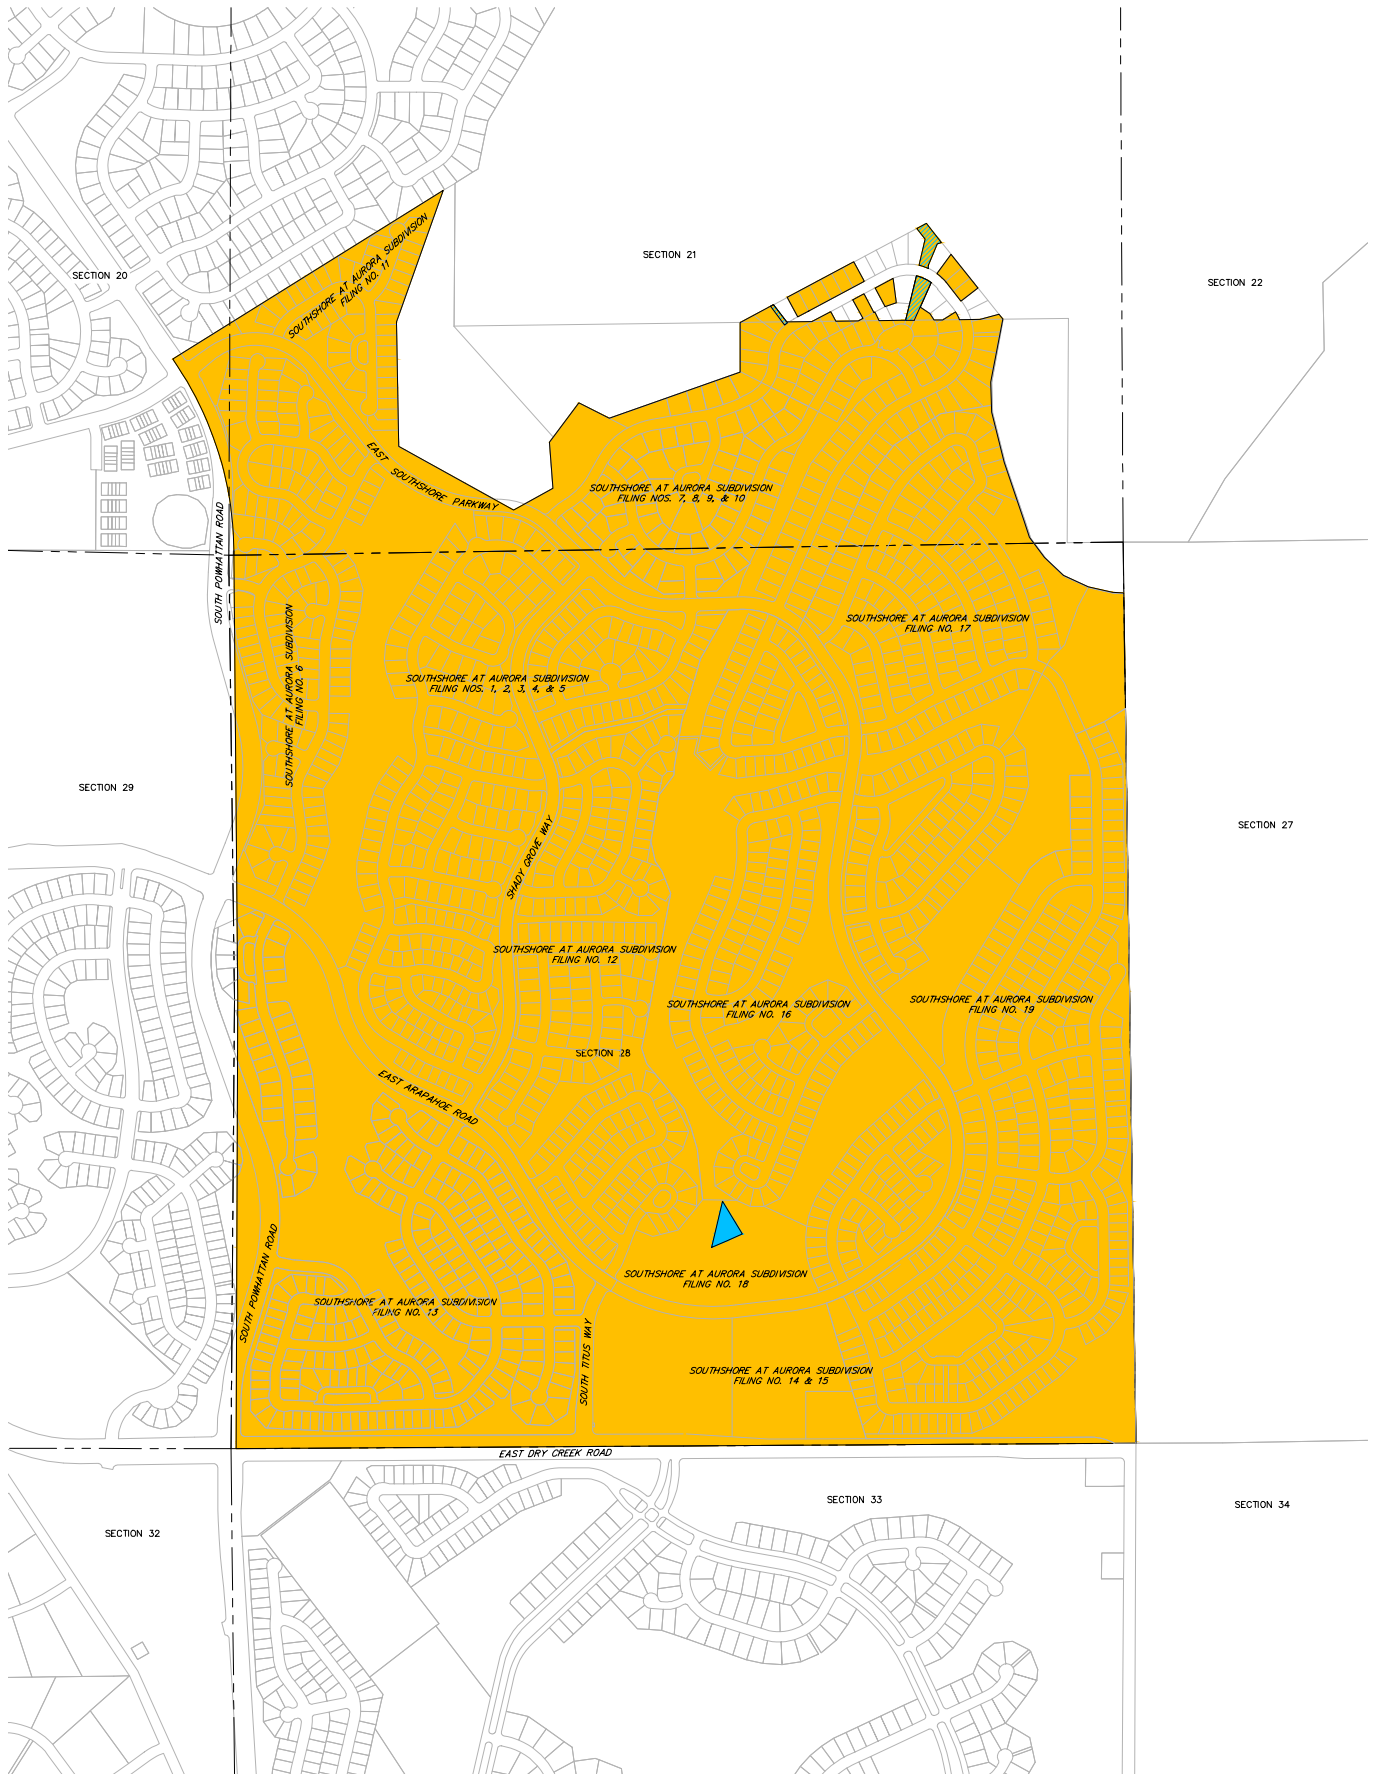 SECTION 21
SECTION 20
SECTION 22
SOUTHSHORE AT AURORA SUBDIVISION
FILING NO. 11
EAST SOUTHSHORE PARKWAY
SOUTHSHORE AT AURORA SUBDIVISION
FILING NOS. 7, 8, 9, & 10
SOUTH POWHATTAN ROAD
SOUTHSHORE AT AURORA SUBDIVISION
FILING NO. 17
SOUTHSHORE AT AURORA SUBDIVISION
FILING NO. 6
SOUTHSHORE AT AURORA SUBDIVISION
FILING NOS. 1, 2, 3, 4, & 5
SECTION 29
SECTION 27
SHADY GROVE WAY
SOUTHSHORE AT AURORA SUBDIVISION
FILING NO. 12
SOUTHSHORE AT AURORA SUBDIVISION
FILING NO. 16
SOUTHSHORE AT AURORA SUBDIVISION
FILING NO. 19
SECTION 28
EAST ARAPAHOE ROAD
SOUTH POWHATTAN ROAD
SOUTHSHORE AT AURORA SUBDIVISION
FILING NO. 18
SOUTHSHORE AT AURORA SUBDIVISION
FILING NO. 13
SOUTH TITUS WAY
SOUTHSHORE AT AURORA SUBDIVISION
FILING NO. 14 & 15
EAST DRY CREEK ROAD
SECTION 33
SECTION 34
SECTION 32